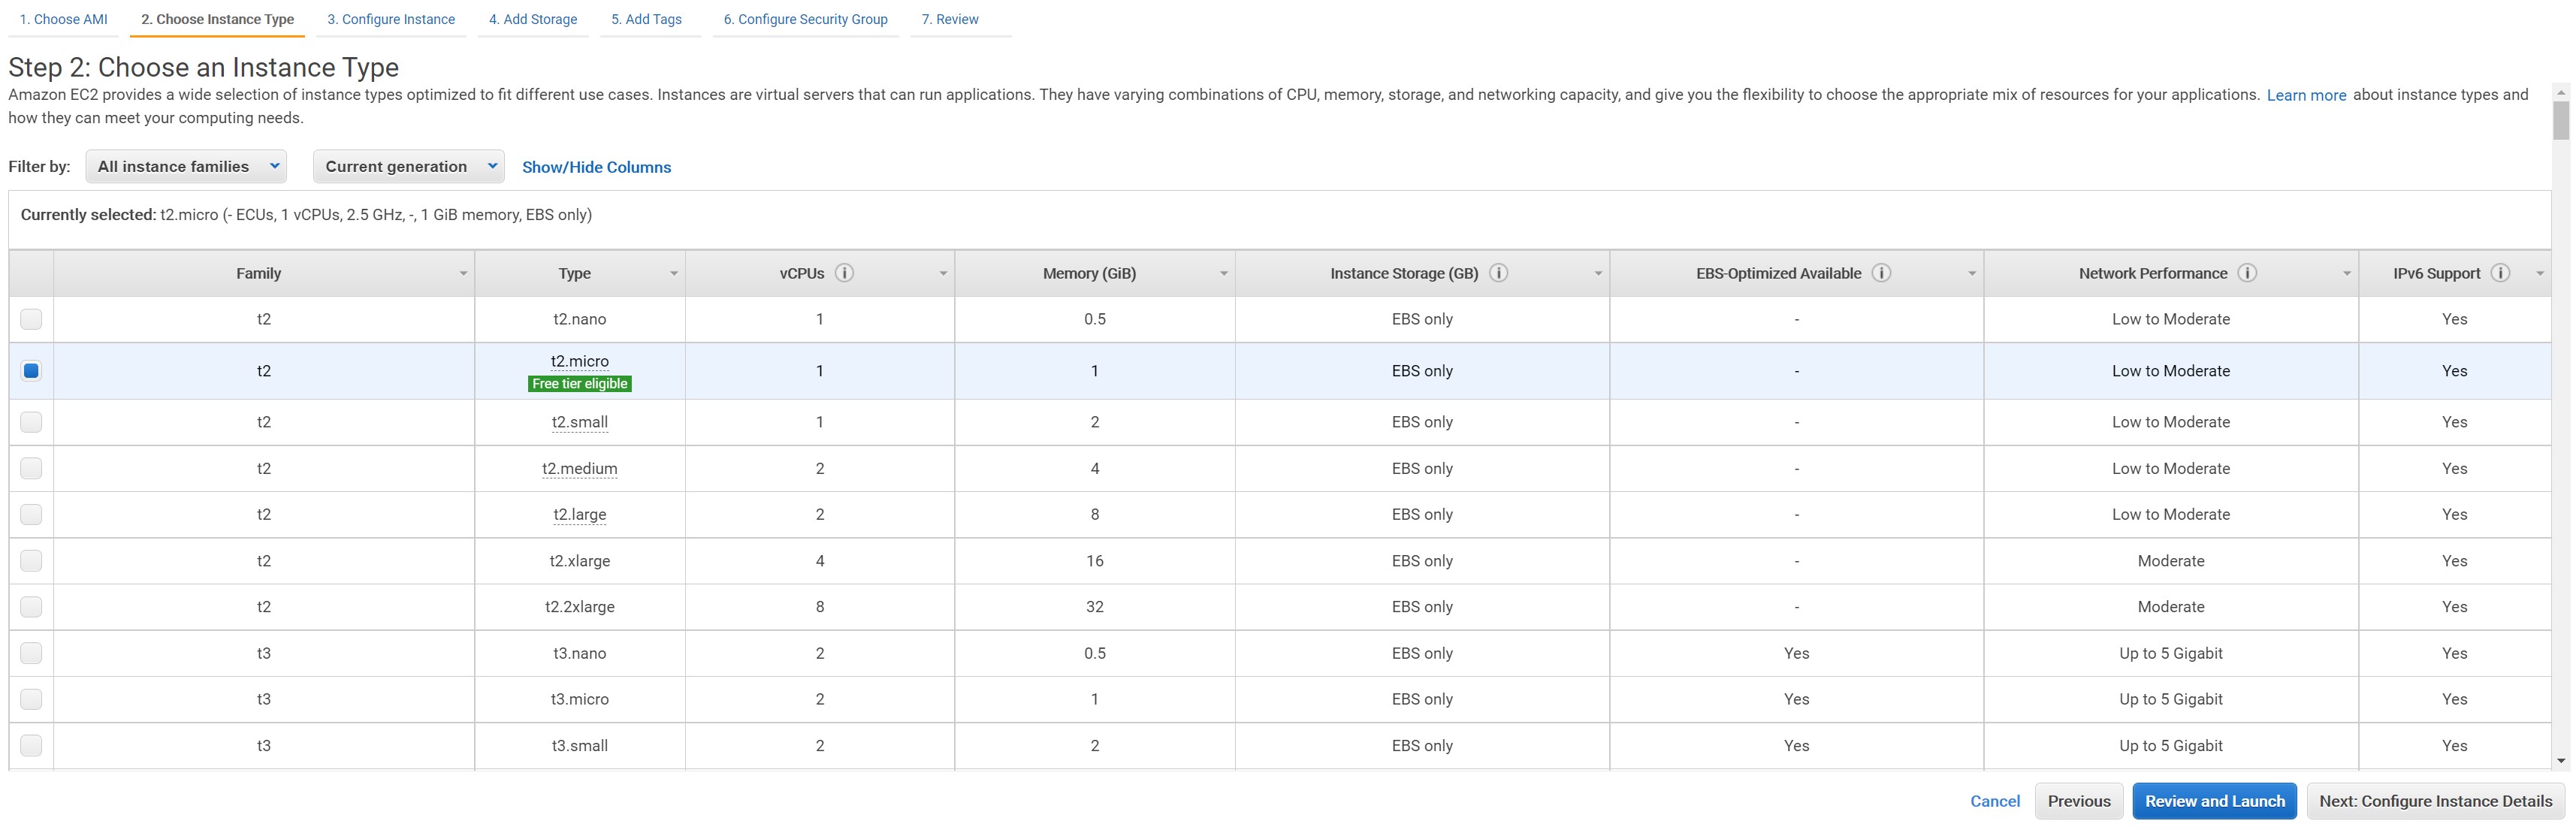 1. Choose AMI 2. Choose Instance Type 3. Configure Instance 4. Add Storage 5. Add Tags 6. Configure Security Group 7. Review
Step 2: Choose an Instance Type
Amazon EC2 provides a wide selection of instance types optimized to fit different use cases. Instances are virtual servers that can run applications. They have varying combinations of CPU, memory, storage, and networking capacity, and give you the flexibility to choose the appropriate mix of resources for your applications. Learn more about instance types and
how they can meet your computing needs.
Filter by: All instance families Current generation Show/Hide Columns
Currently selected: t2.micro (- ECUs, 1 vCPUs, 2.5 GHz, -, 1 GiB memory, EBS only)
Family Type vCPUs i Memory (GiB) Instance Storage (GB) i EBS-Optimized Available i Network Performance i IPv6 Support i
t2 t2.nano 1 0.5 EBS only - Low to Moderate Yes
t2 t2.micro 1 1 EBS only - Low to Moderate Yes
Free tier eligible
t2 t2.small 1 2 EBS only - Low to Moderate Yes
t2 t2.medium 2 4 EBS only - Low to Moderate Yes
t2 t2.large 2 8 EBS only - Low to Moderate Yes
t2 t2.xlarge 4 16 EBS only - Moderate Yes
t2 t2.2xlarge 8 32 EBS only - Moderate Yes
t3 t3.nano 2 0.5 EBS only Yes Up to 5 Gigabit Yes
t3 t3.micro 2 1 EBS only Yes Up to 5 Gigabit Yes
t3 t3.small 2 2 EBS only Yes Up to 5 Gigabit Yes
Cancel Previous Review and Launch Next: Configure Instance Details